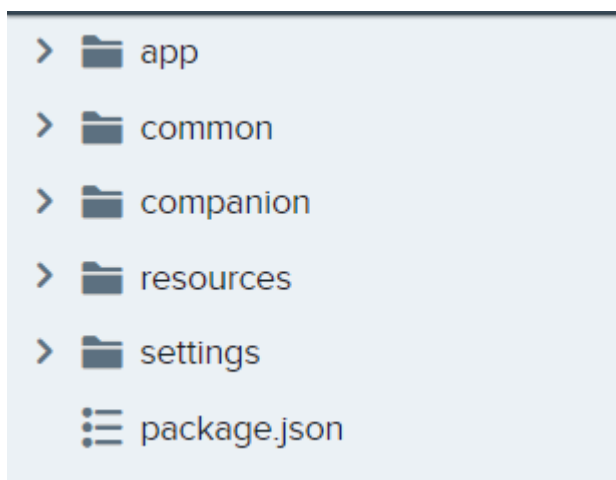 app
common
companion
resources
settings
package.json